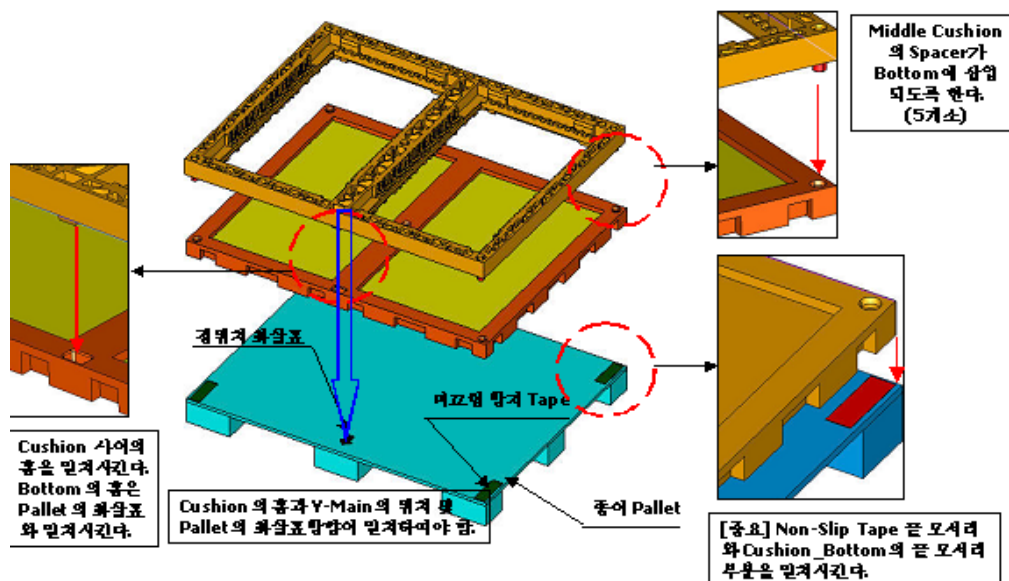 Middle Cushion
의 Spacer가
Bottom에 삽입
되도록 한다.
(5개소)
정위치 화살표
미끄럼 방지 Tape
Cushion 사이의
홈을 일치시킨다.
Bottom 의 홈은
Pallet의 화살표
와 일치시킨다.
Cushion 의 홈과 Y-Main의 위치 및
Pallet의 화살표방향이 일치하여야 함.
종이 Pallet
[중요] Non-Slip Tape 끝 모서리
와Cushion_Bottom의 끝 모서리
부분을 일치시킨다.